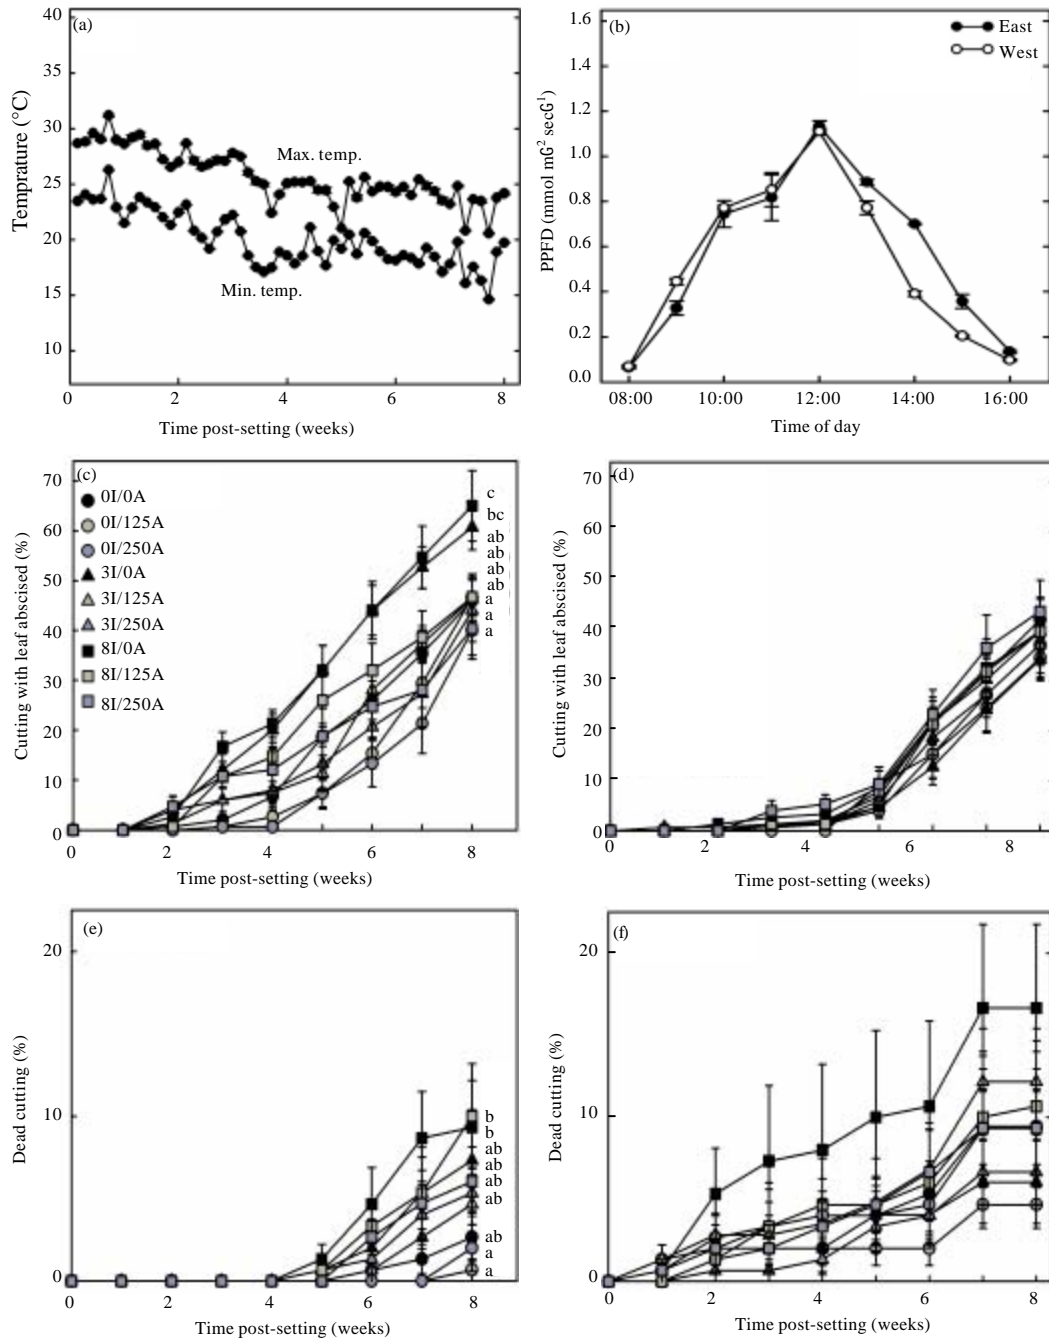 (a)
40
35
30
25
20
15
10
Temprature (°C)
Max. temp.
Min. temp.
0 2 4 6 8
Time post-setting (weeks)
(b)
East
West
1.6
1.4
1.2
1.0
0.8
0.6
0.4
0.2
0.0
PPFD (mmol mG² secG¹)
08:00 10:00 12:00 14:00 16:00
Time of day
(c)
70
60
50
40
30
20
10
0
Cutting with leaf abscised (%)
0I/0A
0I/125A
0I/250A
3I/0A
3I/125A
3I/250A
8I/0A
8I/125A
8I/250A
c
bc
ab
ab
ab
ab
a
a
a
0 2 4 6 8
Time post-setting (weeks)
(d)
70
60
50
40
30
20
10
0
Cutting with leaf abscised (%)
0 2 4 6 8
Time post-setting (weeks)
(e)
20
10
0
Dead cutting (%)
b
b
ab
ab
ab
ab
ab
a
a
0 2 4 6 8
Time post-setting (weeks)
(f)
20
10
0
Dead cutting (%)
0 2 4 6 8
Time post-setting (weeks)